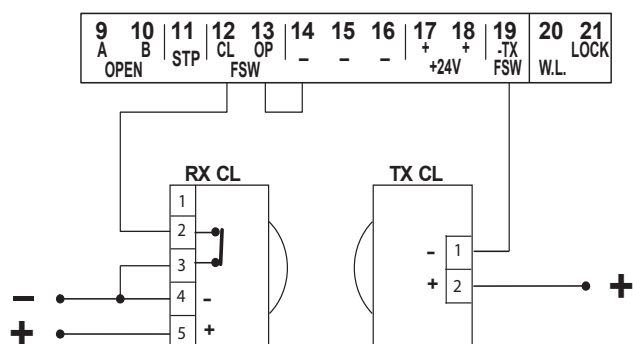 9 10 11 12 13 14 15 16 17 18 19 20 21
A B STP CL OP - - - + + -TX W.L. LOCK
OPEN FSW +24V FSW
RX CL TX CL
1
2
3
- 1
+ 2 +
- 4 -
+ 5 +